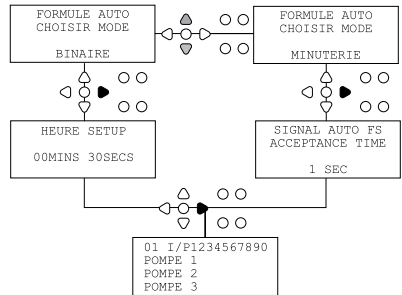 FORMULE AUTO
CHOISIR MODE
BINAIRE
FORMULE AUTO
CHOISIR MODE
MINUTERIE
HEURE SETUP
00MINS 30SECS
SIGNAL AUTO FS
ACCEPTANCE TIME
1 SEC
01 I/P1234567890
POMPE 1
POMPE 2
POMPE 3